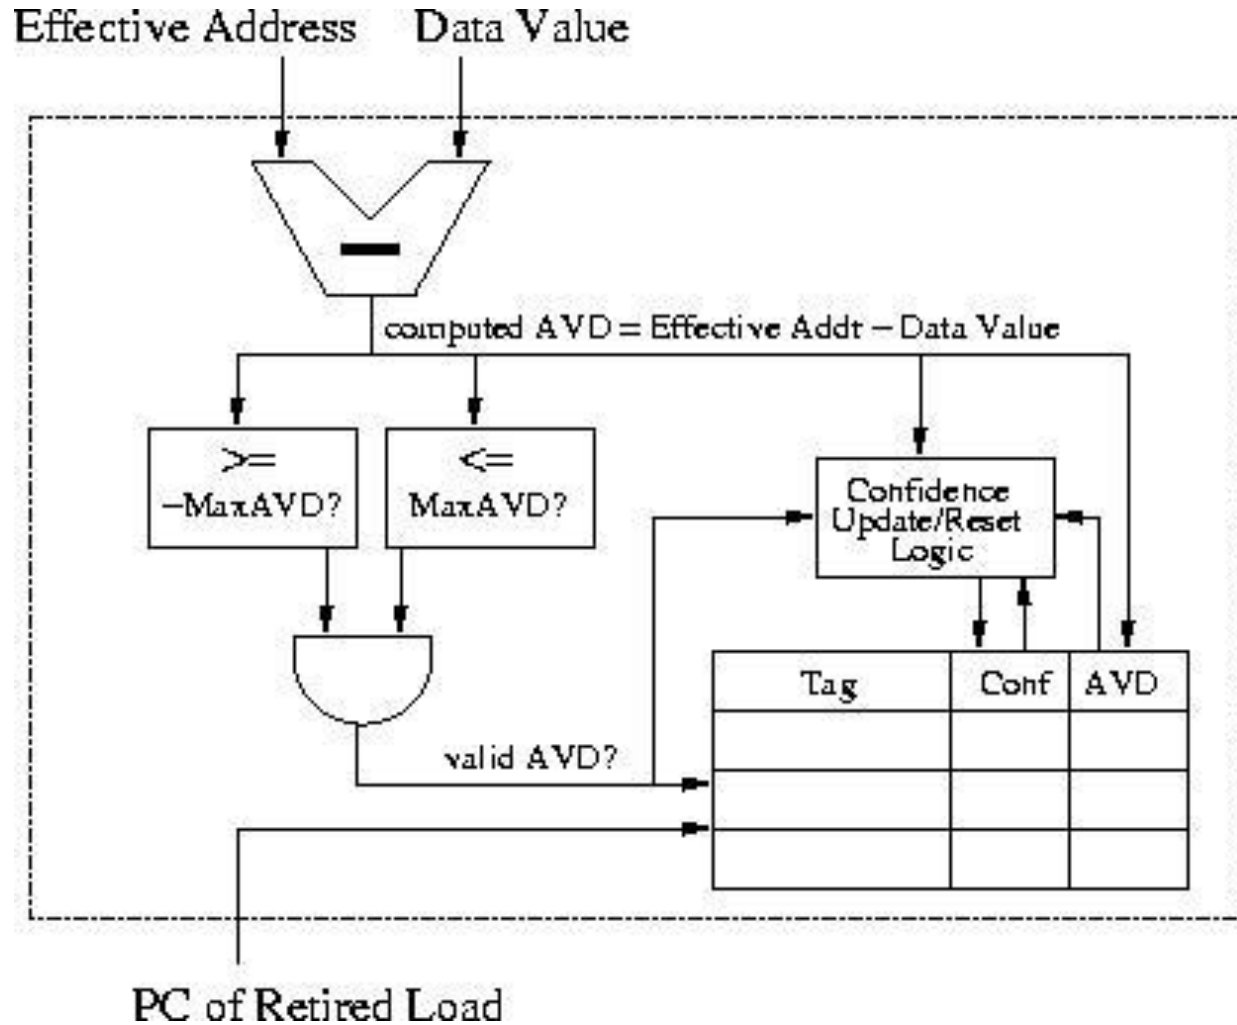 Effective Address
Data Value
computed AVD = Effective Addr – Data Value
>=
–MaxAVD?
<=
MaxAVD?
Confidence
Update/Reset
Logic
Tag
Conf
AVD
valid AVD?
PC of Retired Load